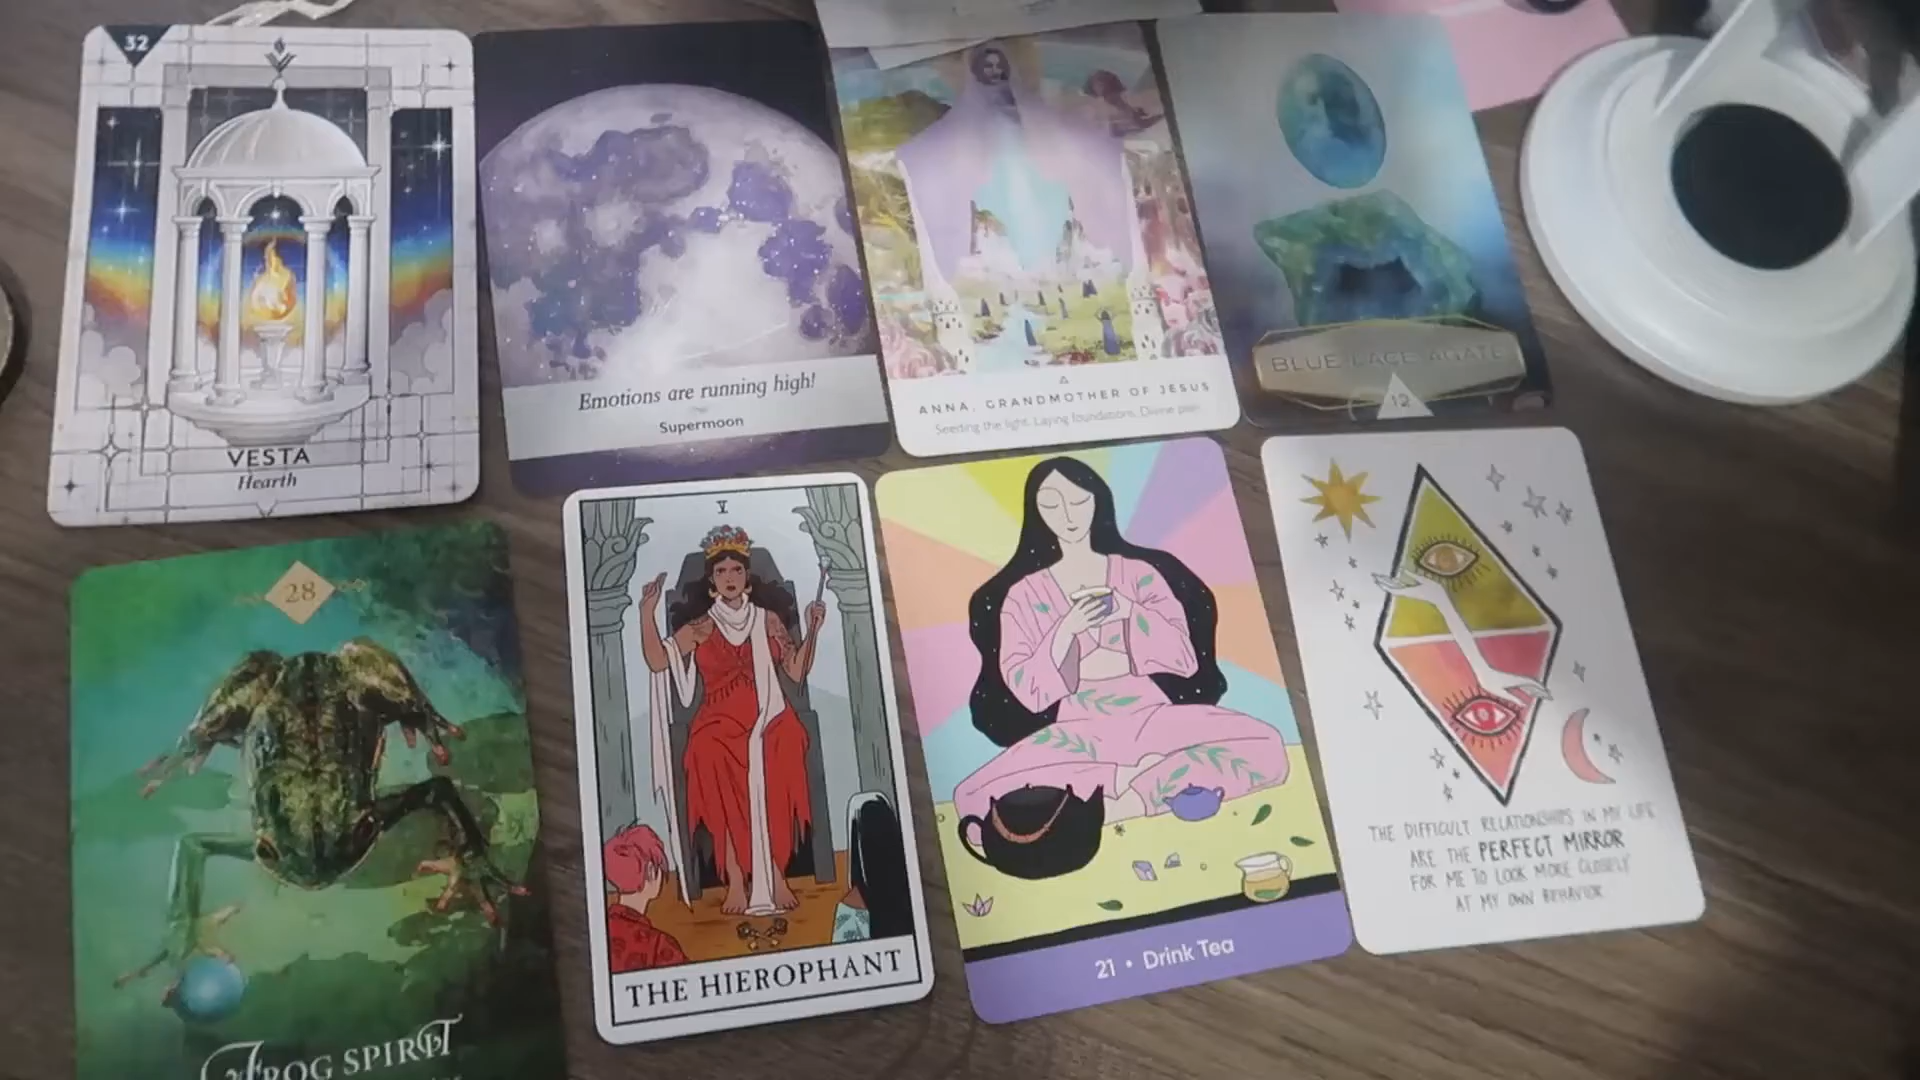 32
VESTA
Hearth
Emotions are running high!
Supermoon
ANNA, GRANDMOTHER OF JESUS
Seeding the light. Laying foundations. Divine plan.
BLUE LACE AGATE
12
28
FROG SPIRIT
V
THE HIEROPHANT
21 • Drink Tea
THE DIFFICULT RELATIONSHIPS IN MY LIFE
ARE THE PERFECT MIRROR
FOR ME TO LOOK MORE CLOSELY
AT MY OWN BEHAVIOR